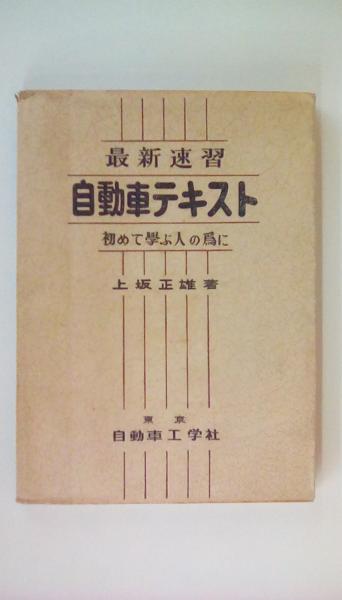 最新速習
自動車テキスト
初めて學ぶ人の爲に
上坂正雄著
東京
自動車工学社